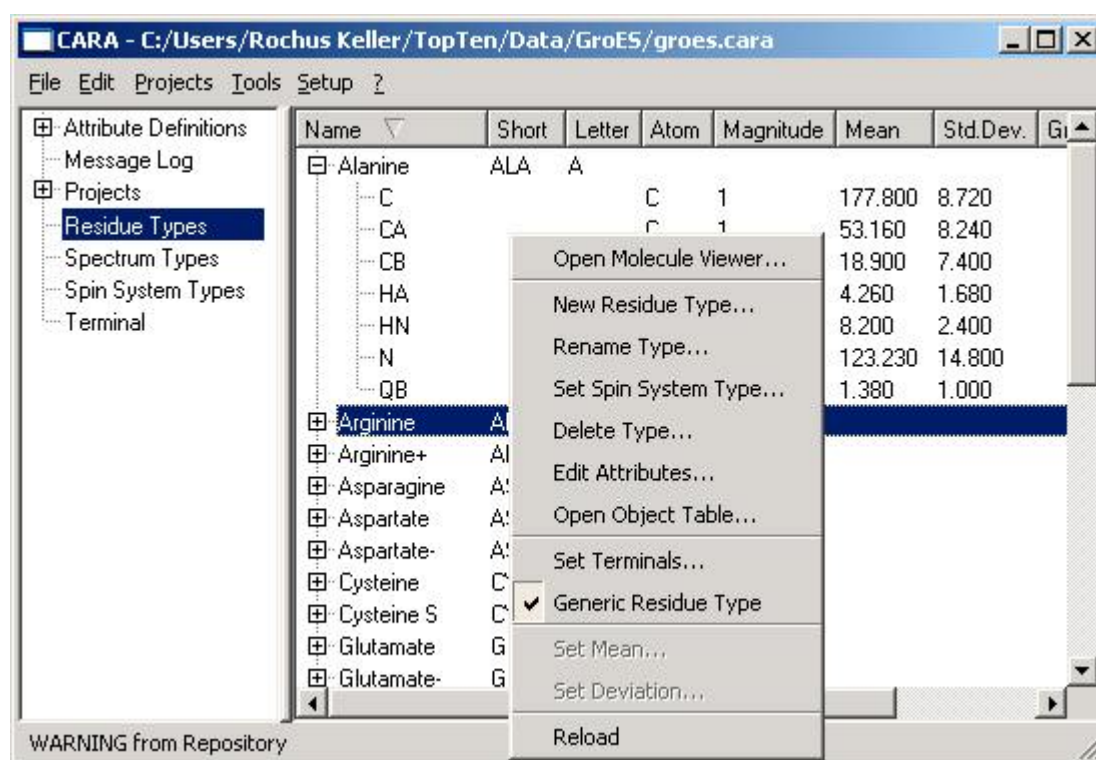 CARA - C:/Users/Rochus Keller/TopTen/Data/GroES/groes.cara
File Edit Projects Tools Setup ?
Attribute Definitions
Message Log
Projects
Residue Types
Spectrum Types
Spin System Types
Terminal
Name Short Letter Atom Magnitude Mean Std.Dev.
Alanine ALA A
C C 1 177.800 8.720
CA C 1 53.160 8.240
CB 18.900 7.400
HA 4.260 1.680
HN 8.200 2.400
N 123.230 14.800
QB 1.380 1.000
Arginine
Arginine+
Asparagine
Aspartate
Aspartate-
Cysteine
Cysteine S
Glutamate
Glutamate-
Open Molecule Viewer...
New Residue Type...
Rename Type...
Set Spin System Type...
Delete Type...
Edit Attributes...
Open Object Table...
Set Terminals...
Generic Residue Type
Set Mean...
Set Deviation...
Reload
WARNING from Repository